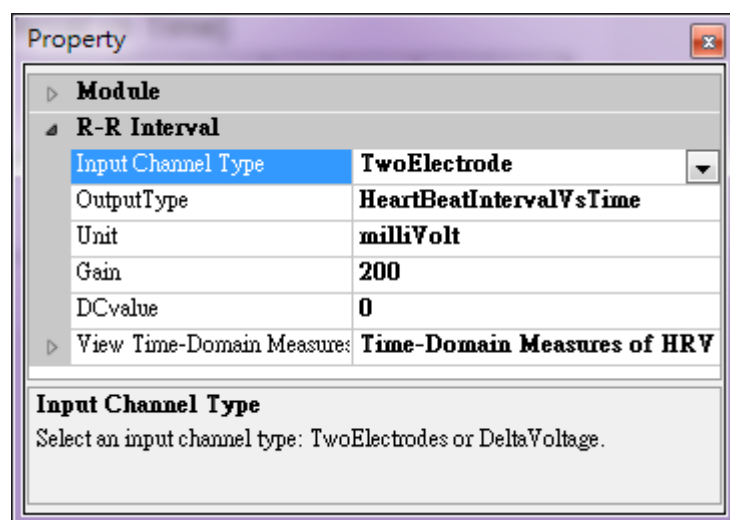 Property
Module
R-R Interval
Input Channel Type TwoElectrode
OutputType HeartBeatIntervalVsTime
Unit milliVolt
Gain 200
DCvalue 0
View Time-Domain Measures Time-Domain Measures of HRV
Input Channel Type
Select an input channel type: TwoElectrodes or DeltaVoltage.